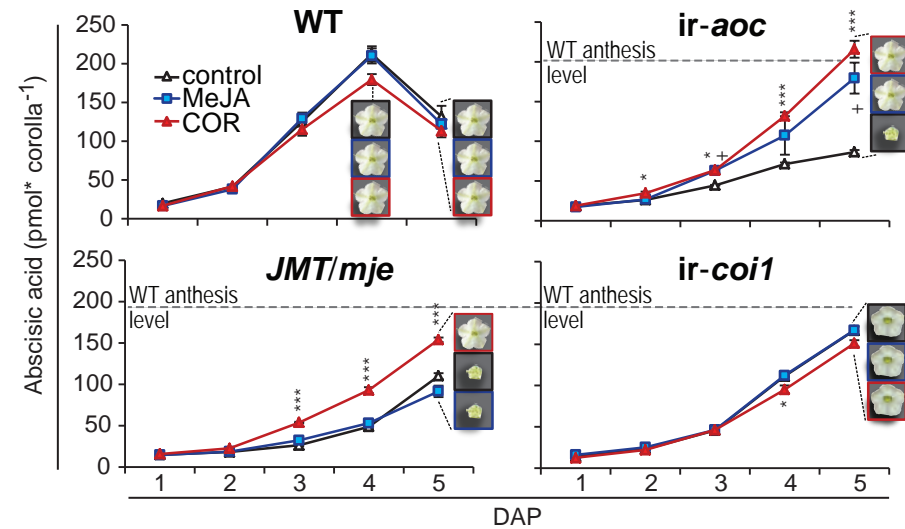 WT
ir-aoc
250
200
150
100
50
0
control
MeJA
COR
WT anthesis
level
***
***
*
*
+
+
Abscisic acid (pmol* corolla-1)
JMT/mje
ir-coi1
250
200
150
100
50
0
WT anthesis
level
***
***
***
WT anthesis
level
*
1 2 3 4 5
1 2 3 4 5
DAP